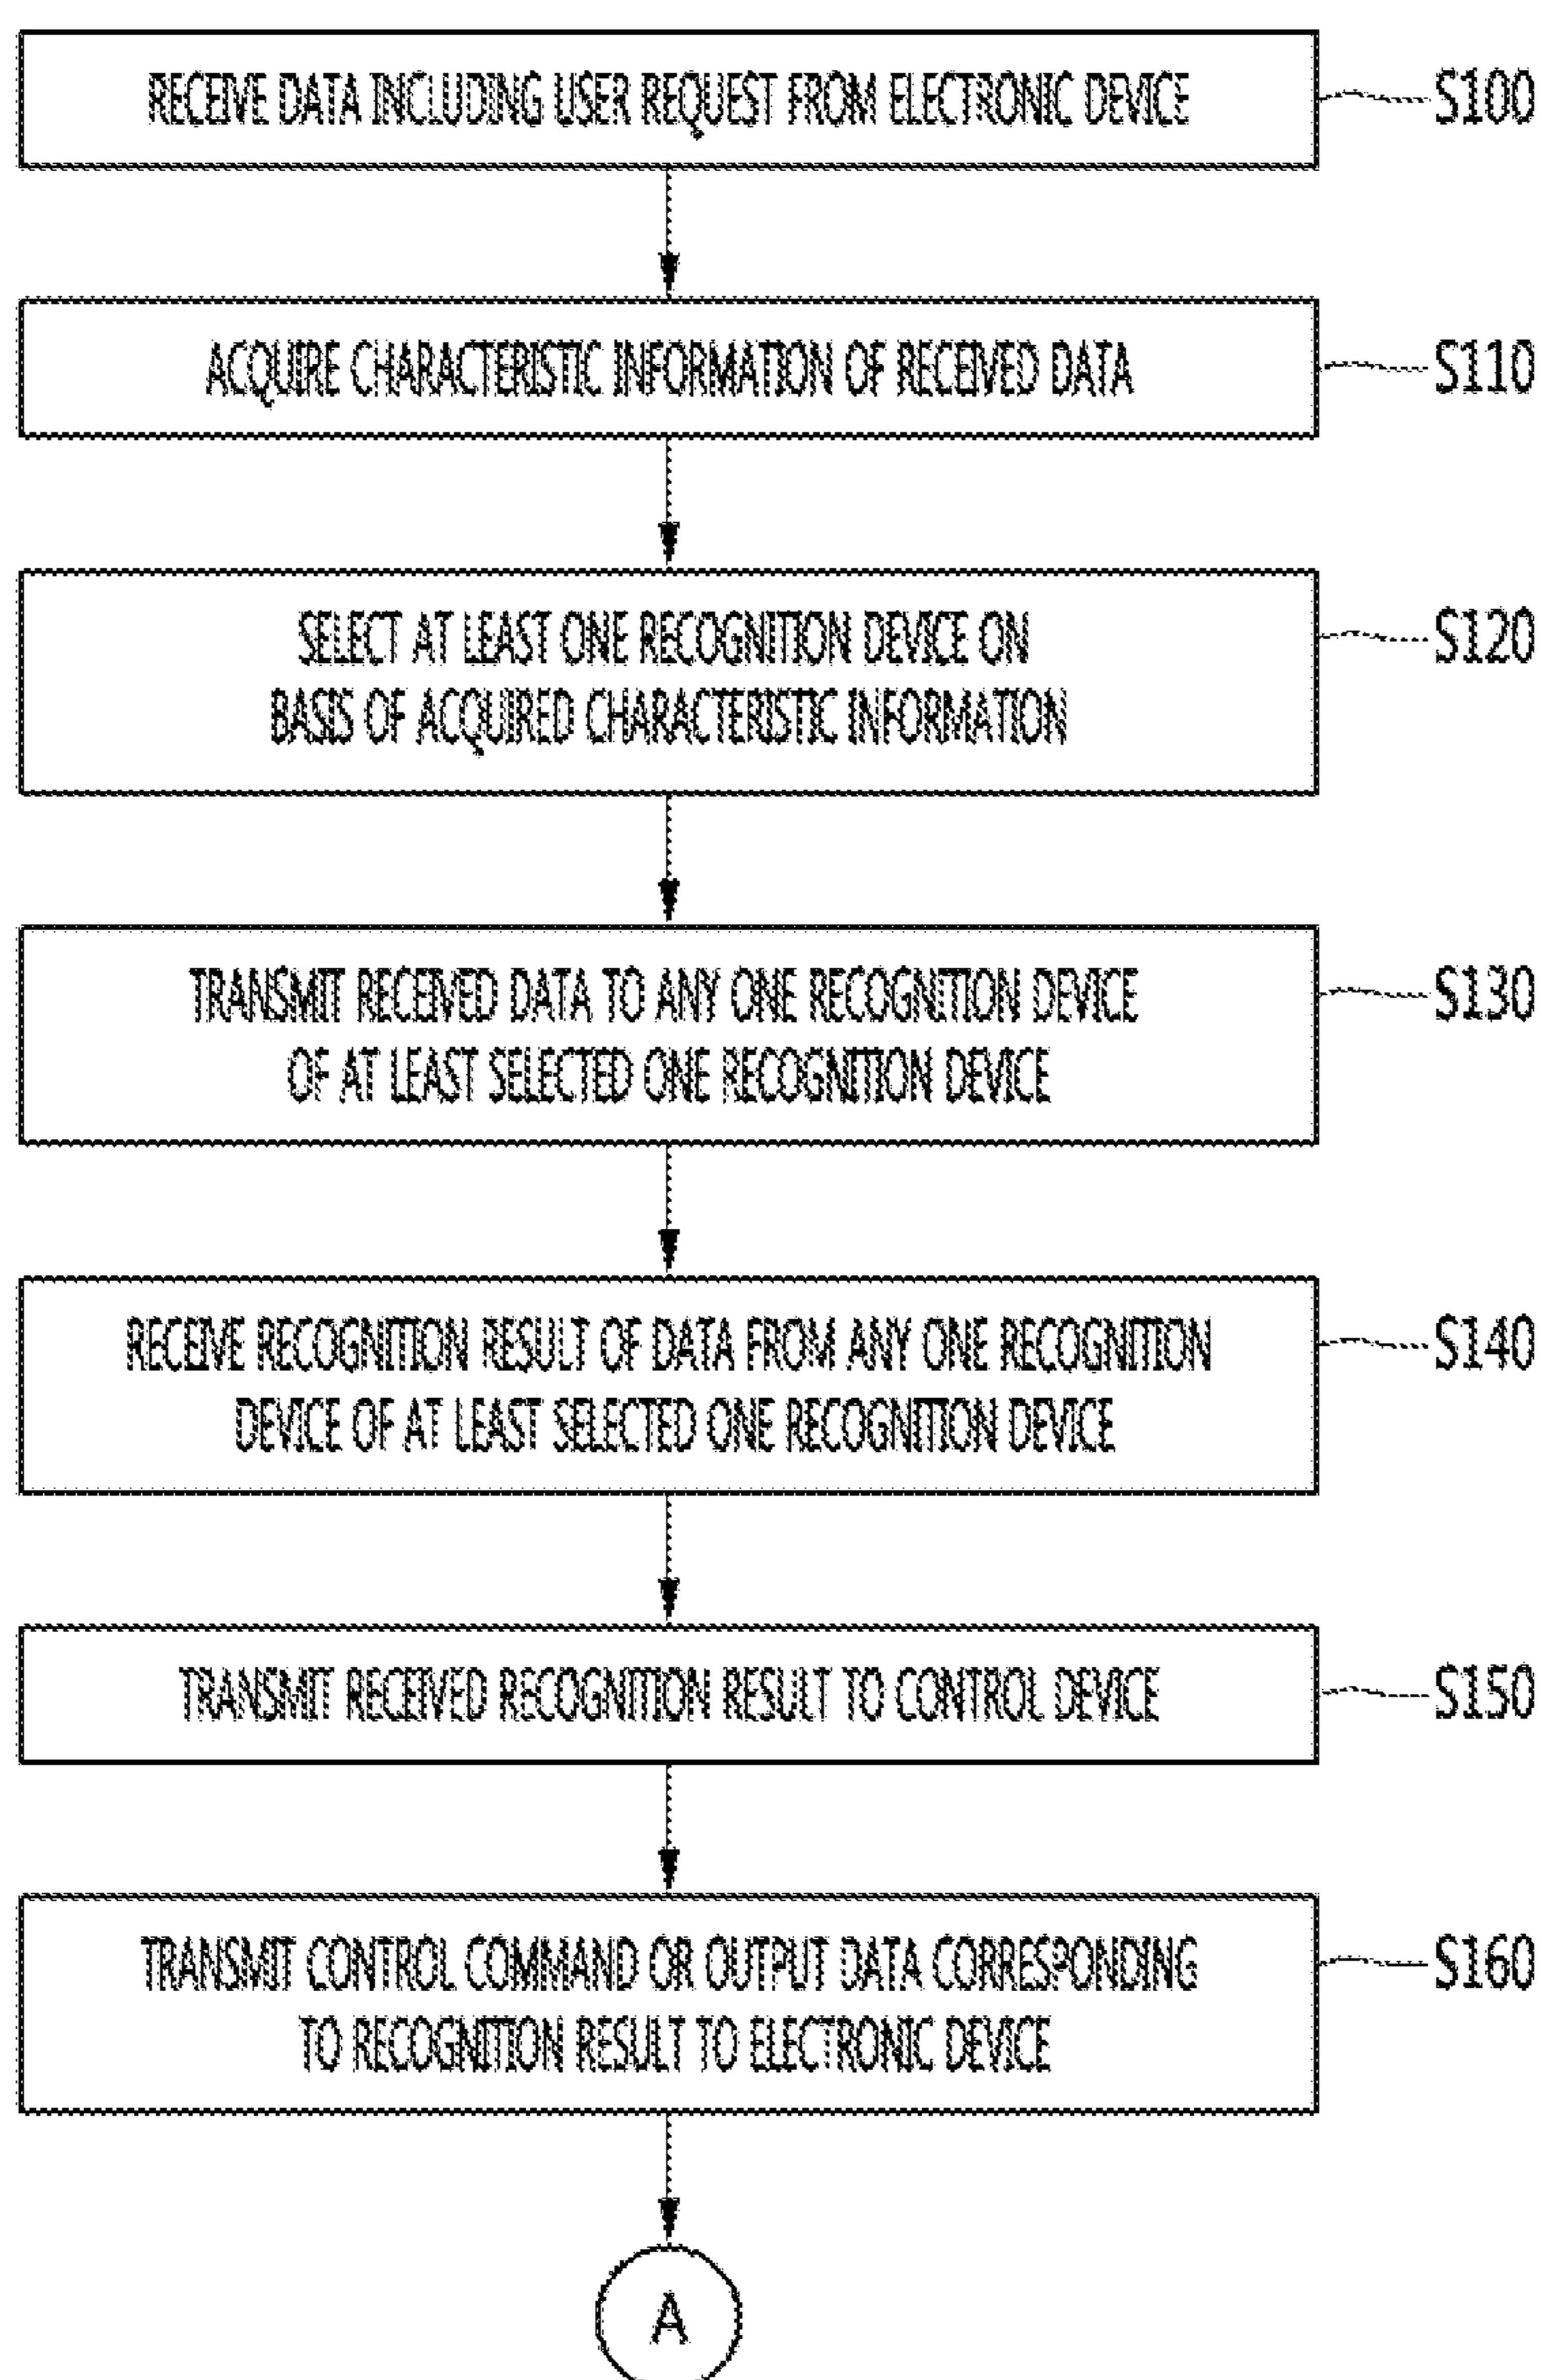 RECEIVE DATA INCLUDING USER REQUEST FROM ELECTRONIC DEVICE
S100
ACQUIRE CHARACTERISTIC INFORMATION OF RECEIVED DATA
S110
SELECT AT LEAST ONE RECOGNITION DEVICE ON
S120
BASIS OF ACQUIRED CHARACTERISTIC INFORMATION
TRANSMIT RECEIVED DATA TO ANY ONE RECOGNITION DEVICE
S130
OF AT LEAST SELECTED ONE RECOGNITION DEVICE
RECEIVE RECOGNITION RESULT OF DATA FROM ANY ONE RECOGNITION
S140
DEVICE OF AT LEAST SELECTED ONE RECOGNITION DEVICE
TRANSMIT RECEIVED RECOGNITION RESULT TO CONTROL DEVICE
S150
TRANSMIT CONTROL COMMAND OR OUTPUT DATA CORRESPONDING
S160
TO RECOGNITION RESULT TO ELECTRONIC DEVICE
A